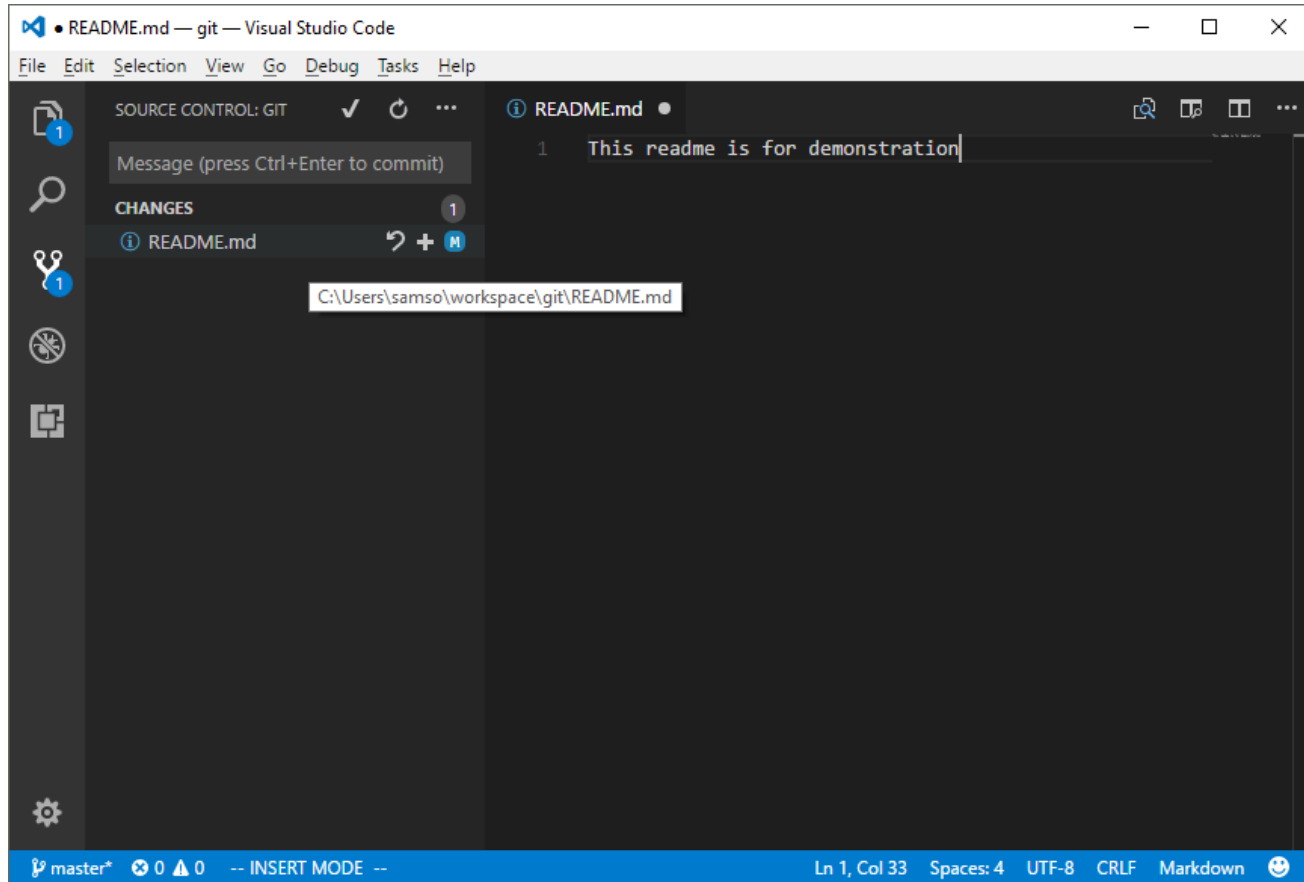 ● README.md — git — Visual Studio Code
File Edit Selection View Go Debug Tasks Help
SOURCE CONTROL: GIT
README.md ●
1
Message (press Ctrl+Enter to commit)
1 This readme is for demonstration
CHANGES 1
README.md M
1
C:\Users\samso\workspace\git\README.md
master* 0 0 -- INSERT MODE -- Ln 1, Col 33 Spaces: 4 UTF-8 CRLF Markdown